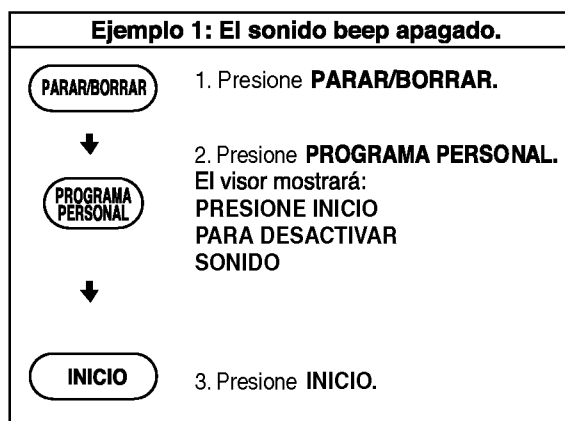 Ejemplo 1: El sonido beep apagado.
PARAR/BORRAR
1. Presione PARAR/BORRAR.
PROGRAMA
PERSONAL
2. Presione PROGRAMA PERSONAL.
El visor mostrará:
PRESIONE INICIO
PARA DESACTIVAR
SONIDO
INICIO
3. Presione INICIO.